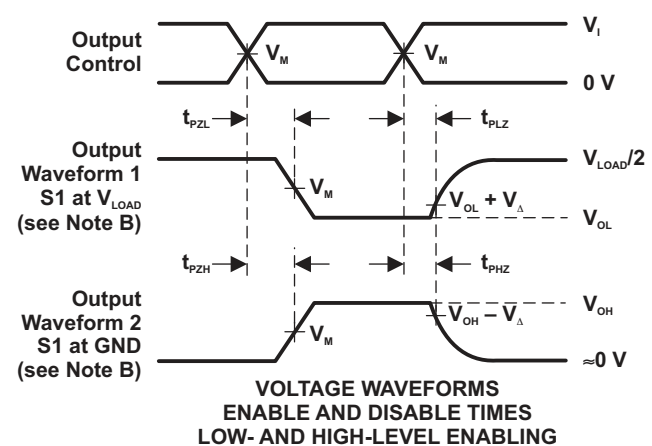 Output
Control
V_M
V_M
V_I
0 V
t_PZL
t_PLZ
Output
Waveform 1
S1 at V_LOAD
(see Note B)
V_M
V_OL + V_Δ
V_LOAD/2
V_OL
t_PZH
t_PHZ
Output
Waveform 2
S1 at GND
(see Note B)
V_M
V_OH – V_Δ
V_OH
≈0 V
VOLTAGE WAVEFORMS
ENABLE AND DISABLE TIMES
LOW- AND HIGH-LEVEL ENABLING